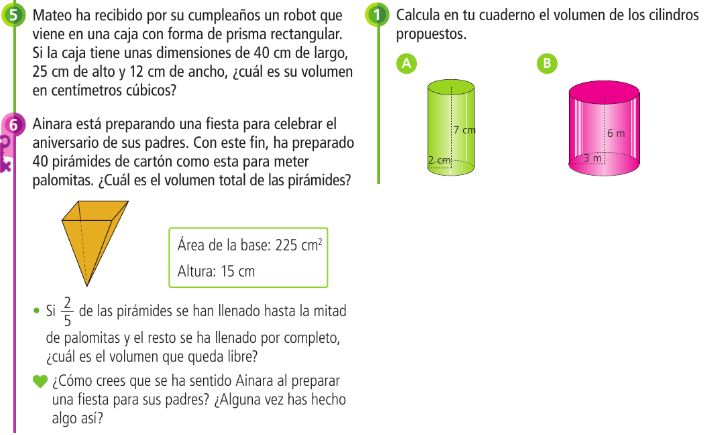 5 Mateo ha recibido por su cumpleaños un robot que
viene en una caja con forma de prisma rectangular.
Si la caja tiene unas dimensiones de 40 cm de largo,
25 cm de alto y 12 cm de ancho, ¿cuál es su volumen
en centímetros cúbicos?
6 Ainara está preparando una fiesta para celebrar el
aniversario de sus padres. Con este fin, ha preparado
40 pirámides de cartón como esta para meter
palomitas. ¿Cuál es el volumen total de las pirámides?
Área de la base: 225 cm²
Altura: 15 cm
• Si 2/5 de las pirámides se han llenado hasta la mitad
de palomitas y el resto se ha llenado por completo,
¿cuál es el volumen que queda libre?
¿Cómo crees que se ha sentido Ainara al preparar
una fiesta para sus padres? ¿Alguna vez has hecho
algo así?
1 Calcula en tu cuaderno el volumen de los cilindros
propuestos.
A
7 cm
2 cm
B
6 m
3 m